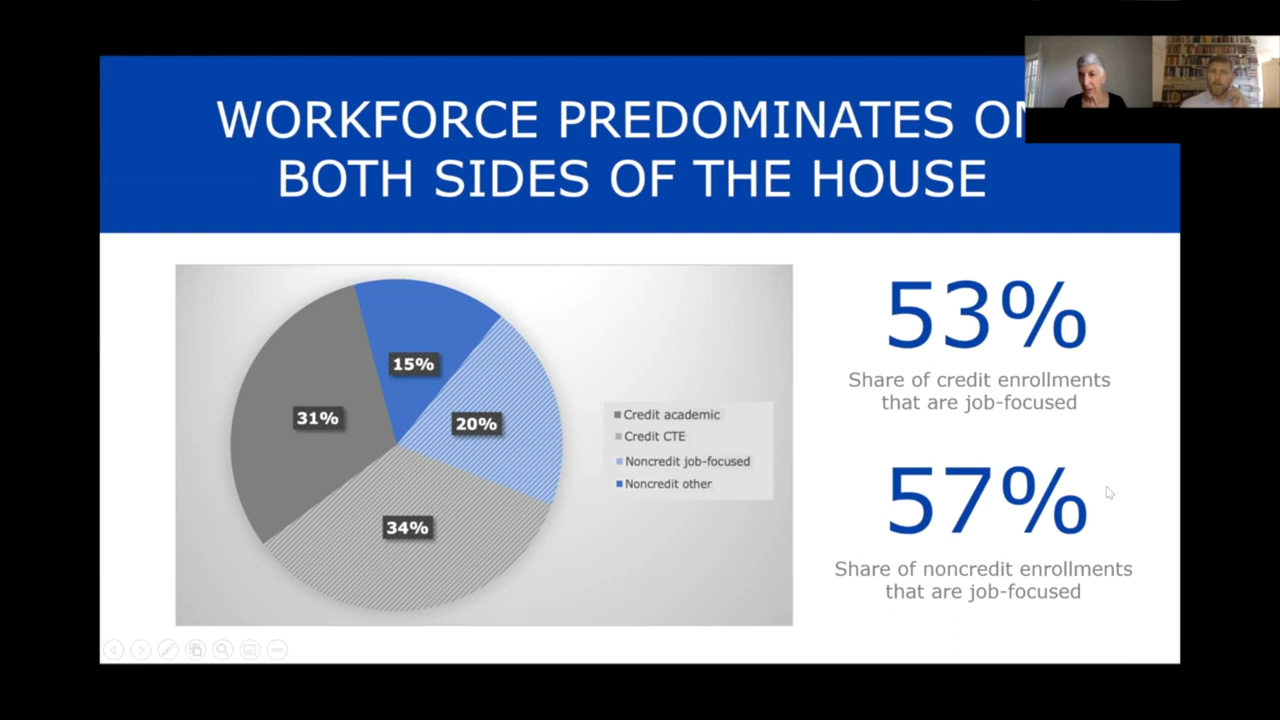 WORKFORCE PREDOMINATES ON
BOTH SIDES OF THE HOUSE
15%
31%
20%
34%
Credit academic
Credit CTE
Noncredit job-focused
Noncredit other
53%
Share of credit enrollments
that are job-focused
57%
Share of noncredit enrollments
that are job-focused